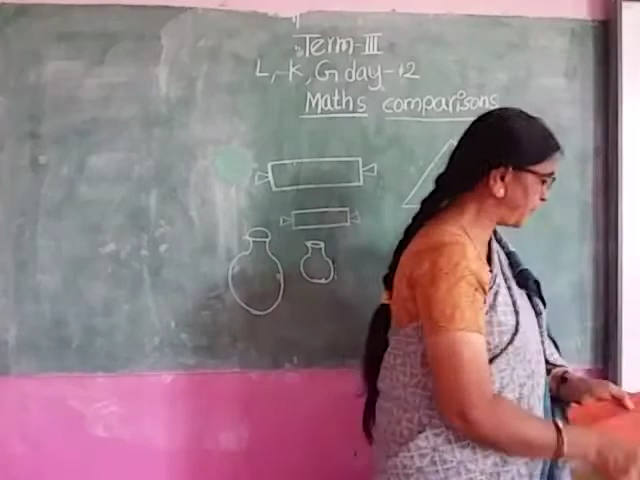 Term-III
L, K, G day-12
Maths comparisons